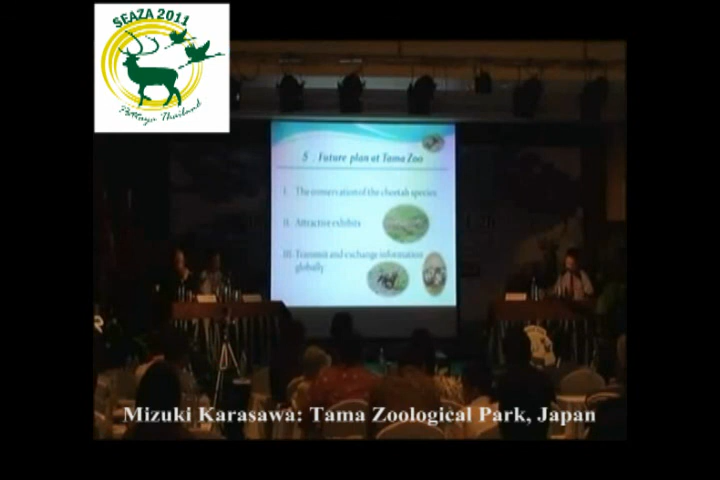 SEAZA 2011
Pattaya Thailand
5 . Future plan at Tama Zoo
I. The conservation of the cheetah species
II. Attractive exhibits
III. Transmit and exchange information
globally
Mizuki Karasawa: Tama Zoological Park, Japan